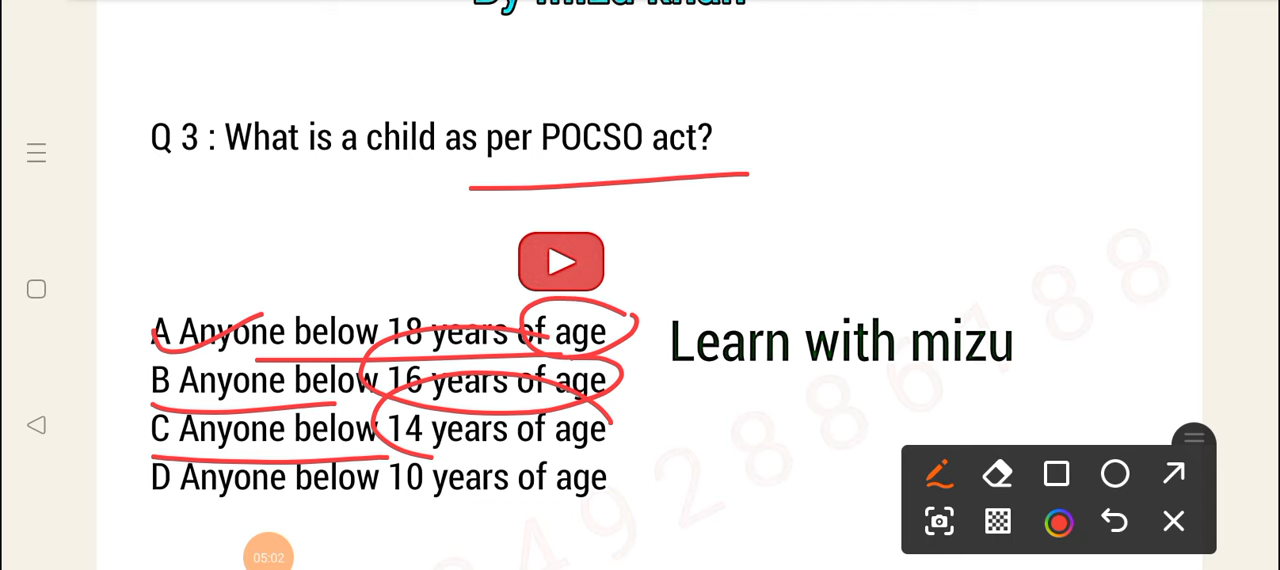 Q 3 : What is a child as per POCSO act?
A Anyone below 18 years of age
B Anyone below 16 years of age
C Anyone below 14 years of age
D Anyone below 10 years of age
Learn with mizu
05:02